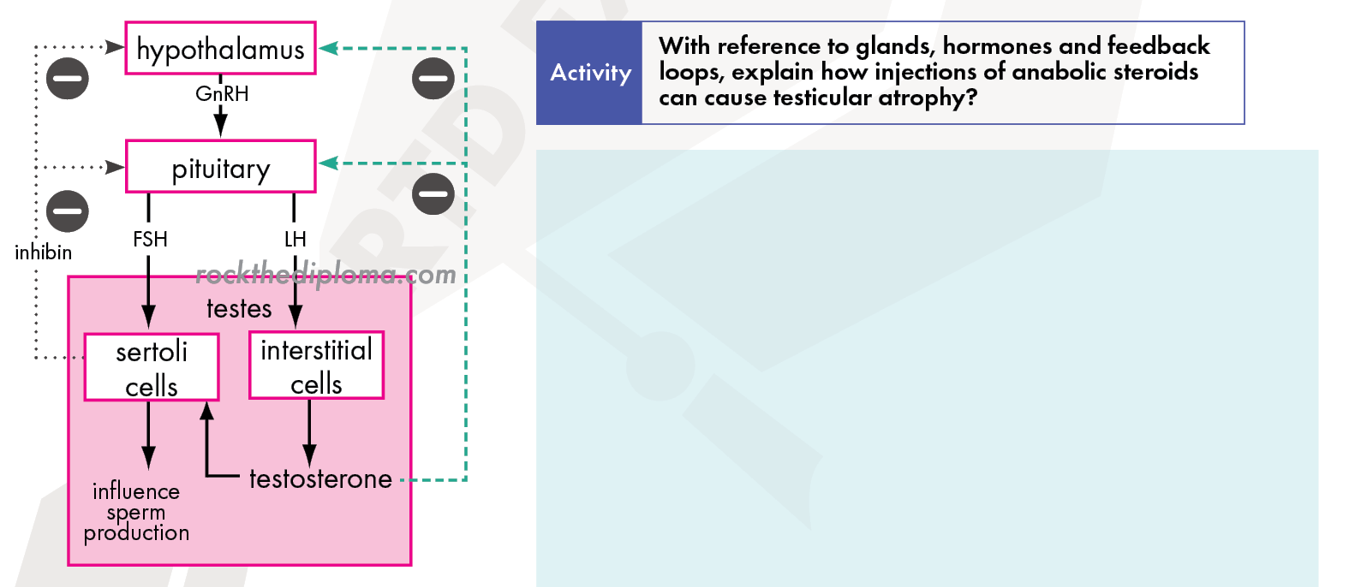 hypothalamus
GnRH
pituitary
FSH
LH
inhibin
rockthediploma.com
testes
sertoli
cells
interstitial
cells
testosterone
influence
sperm
production
Activity
With reference to glands, hormones and feedback
loops, explain how injections of anabolic steroids
can cause testicular atrophy?